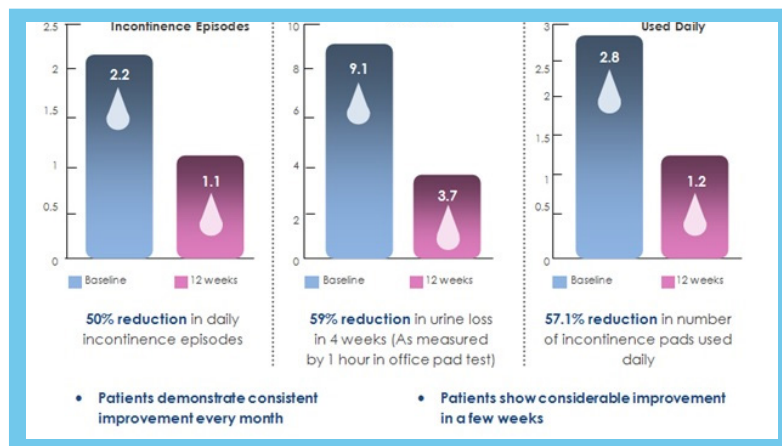 Incontinence Episodes
2.5
2
1.5
1
0.5
0
2.2
1.1
Baseline
12 weeks
50% reduction in daily
incontinence episodes
10
8
6
4
2
0
9.1
3.7
Baseline
12 weeks
59% reduction in urine loss
in 4 weeks (As measured
by 1 hour in office pad test)
Used Daily
3
2.5
2
1.5
1
0.5
0
2.8
1.2
Baseline
12 weeks
57.1% reduction in number
of incontinence pads used
daily
• Patients demonstrate consistent
improvement every month
• Patients show considerable improvement
in a few weeks